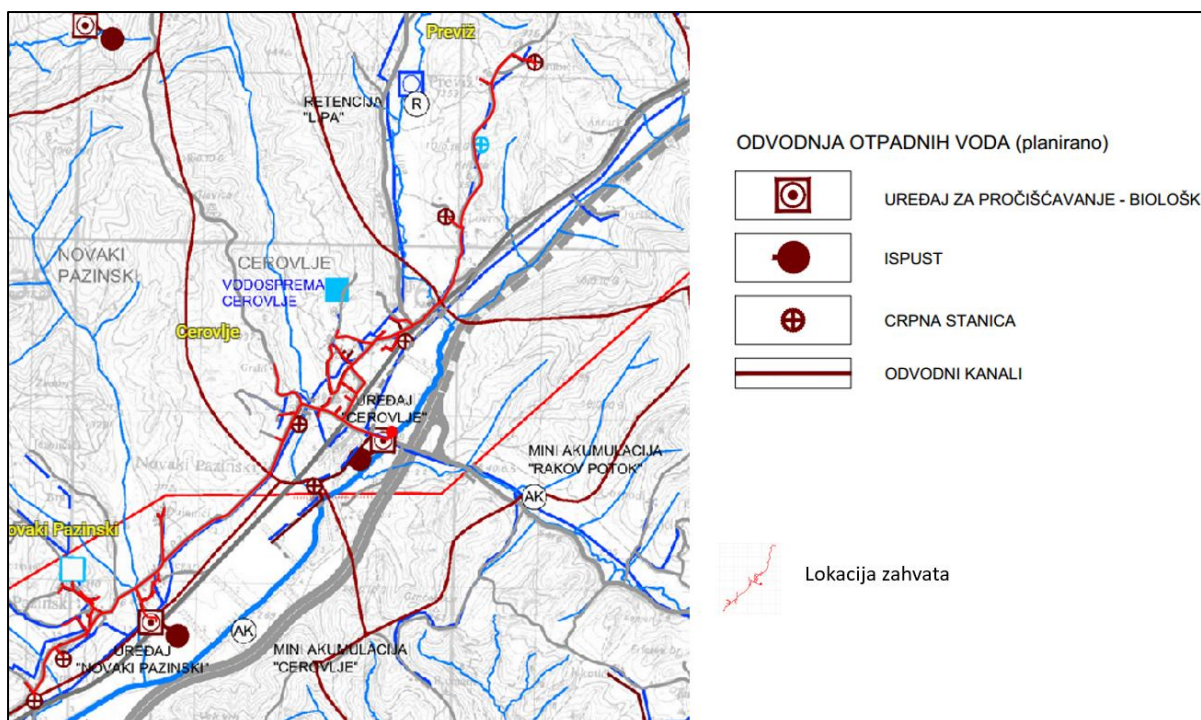 Previž
RETENCIJA
"LIPA"
R
NOVAKI
PAZINSKI
CEROVLJE
VODOSPREMA
CEROVLJE
Cerovlje
UREĐAJ
"CEROVLJE"
Novaki Pazinski
MINI AKUMULACIJA
"RAKOV POTOK"
AK
ovaki Pazinski
Pazinski
AK
UREĐAJ
"NOVAKI PAZINSKI"
MINI AKUMULACIJA
"CEROVLJE"
ODVODNJA OTPADNIH VODA (planirano)
UREĐAJ ZA PROČIŠĆAVANJE - BIOLOŠK
ISPUST
CRPNA STANICA
ODVODNI KANALI
Lokacija zahvata